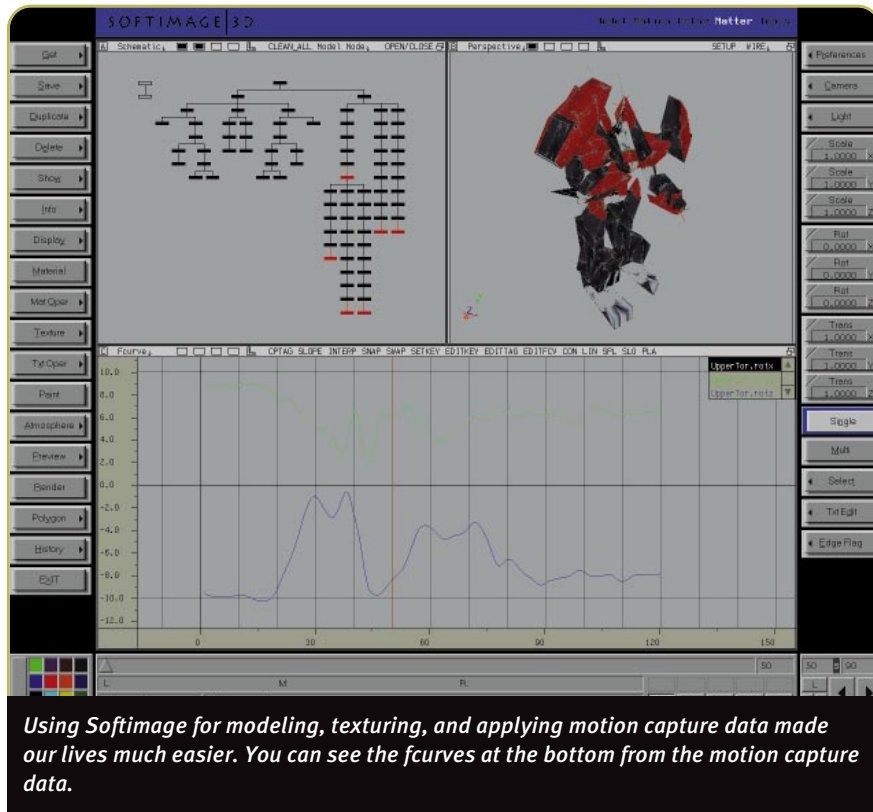 SOFTIMAGE 3D
Model Motion Actor Matter Tools
Get
Save
Duplicate
Delete
Show
Info
Display
Material
Mat Oper
Texture
Txt Oper
Paint
Atmosphere
Preview
Render
Polygon
History
EXIT
A Schematic
CLEAN_ALL Model Mode
OPEN/CLOSE
B Perspective
SETUP WIRE
Z
C Fcurve
CPTAG SLOPE INTERP SNAP SWAP SETKEY EDITKEY EDITTAG EDITFCV CON LIN SPL SLO PLA
UpperTor.rotx
UpperTor.rotz
10.0
8.0
6.0
4.0
2.0
0.0
-2.0
-4.0
-6.0
-8.0
-10.0
-12.0
0 30 60 90 120 150
50
L: M: R:
Preferences
Camera
Light
Scale
1.0000 X
Scale
1.0000 Y
Scale
1.0000 Z
Rot
0.0000 X
Rot
0.0000 Y
Rot
0.0000 Z
Trans
1.0000 X
Trans
1.0000 Y
Trans
1.0000 Z
Single
Multi
Select
Txt Edit
Edge Flag
50 S 90
L
Using Softimage for modeling, texturing, and applying motion capture data made
our lives much easier. You can see the fcurves at the bottom from the motion capture
data.